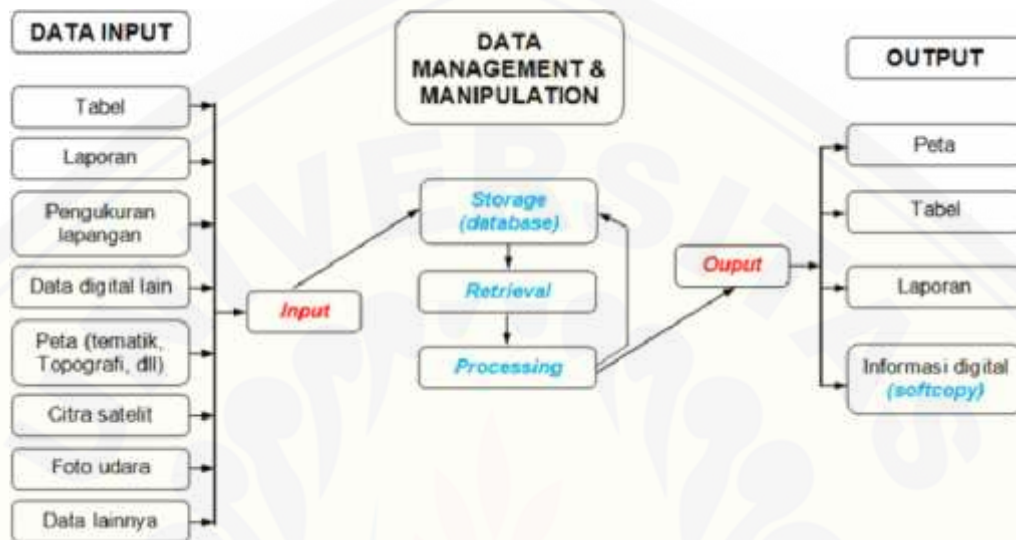 DATA INPUT
Tabel
Laporan
Pengukuran
lapangan
Data digital lain
Peta (tematik,
Topografi, dll)
Citra satelit
Foto udara
Data lainnya
Input
DATA
MANAGEMENT &
MANIPULATION
Storage
(database)
Retrieval
Processing
Ouput
OUTPUT
Peta
Tabel
Laporan
Informasi digital
(softcopy)
UNIVERSITAS